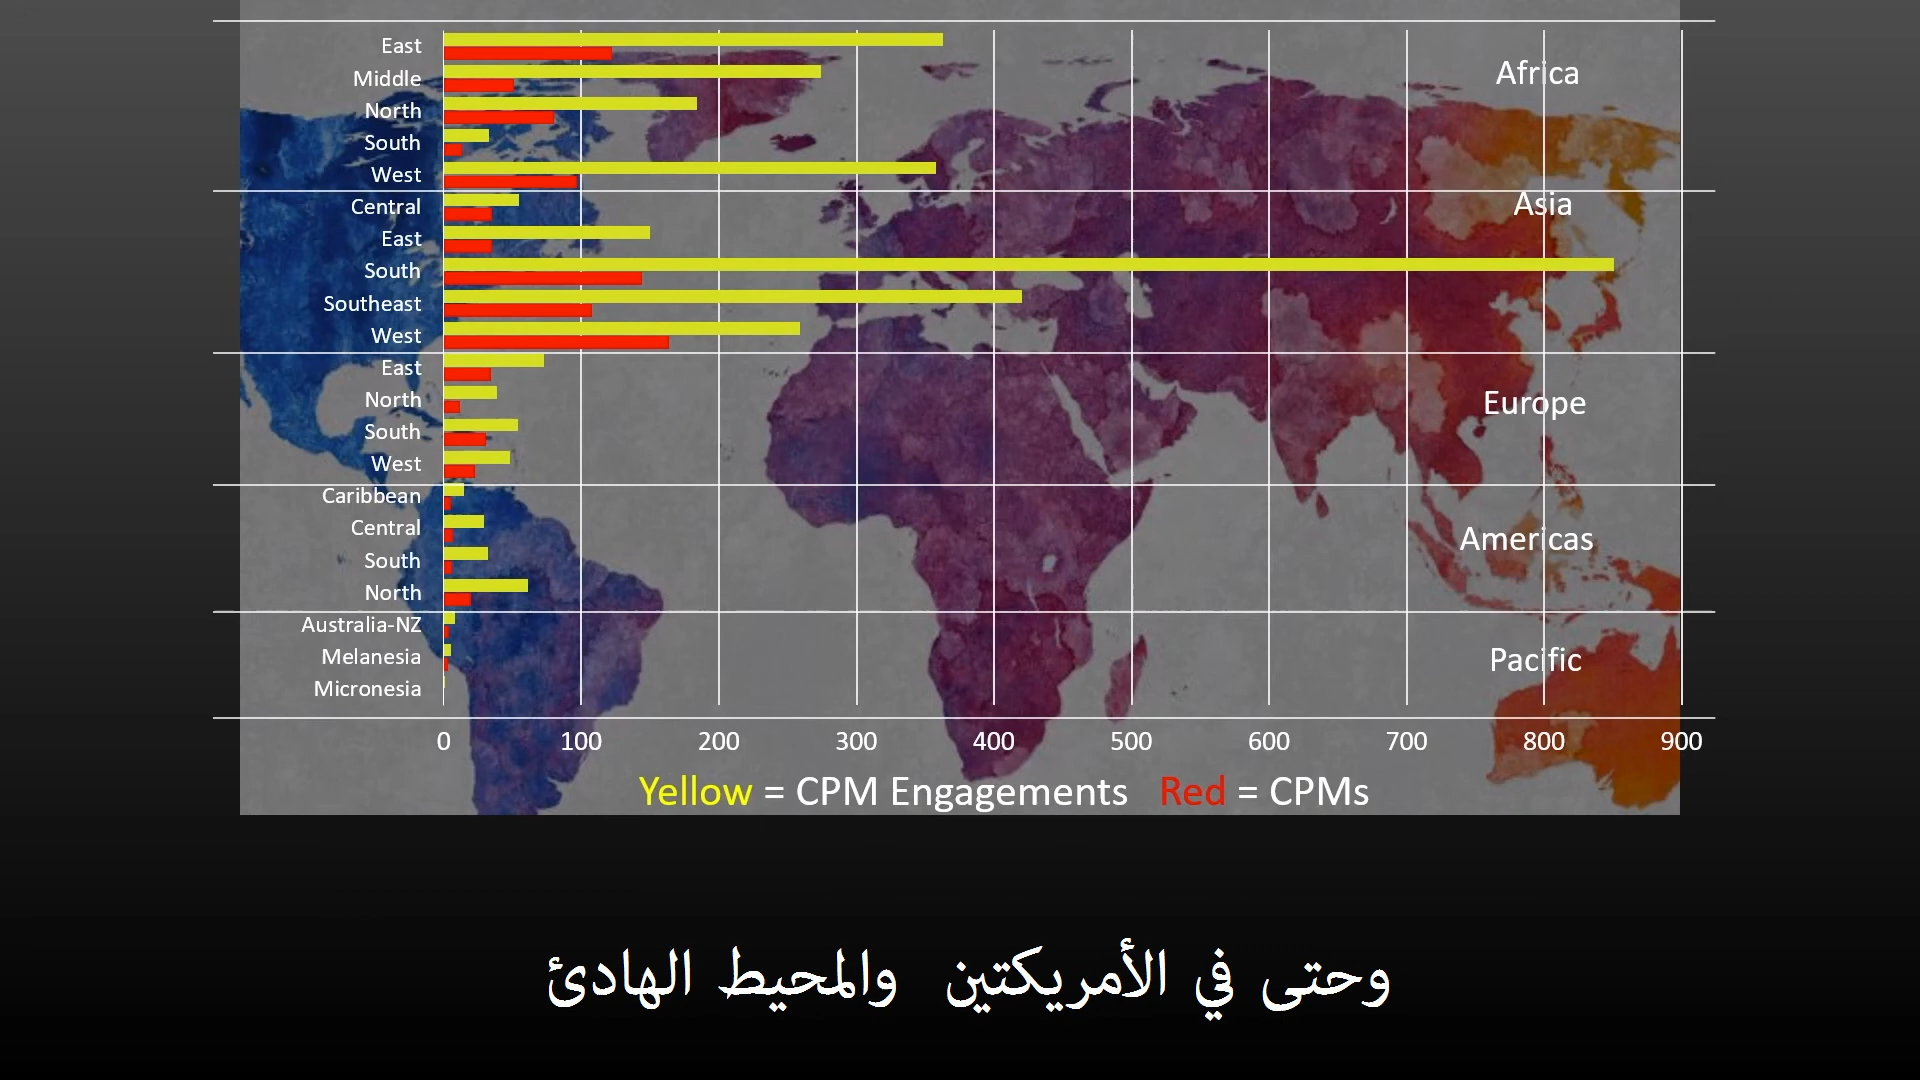 East
Middle
North
South
West
Africa
Central
East
South
Southeast
West
Asia
East
North
South
West
Europe
Caribbean
Central
South
North
Americas
Australia-NZ
Melanesia
Micronesia
Pacific
0 100 200 300 400 500 600 700 800 900
Yellow = CPM Engagements Red = CPMs
وحتى في الأمريكتين والمحيط الهادئ